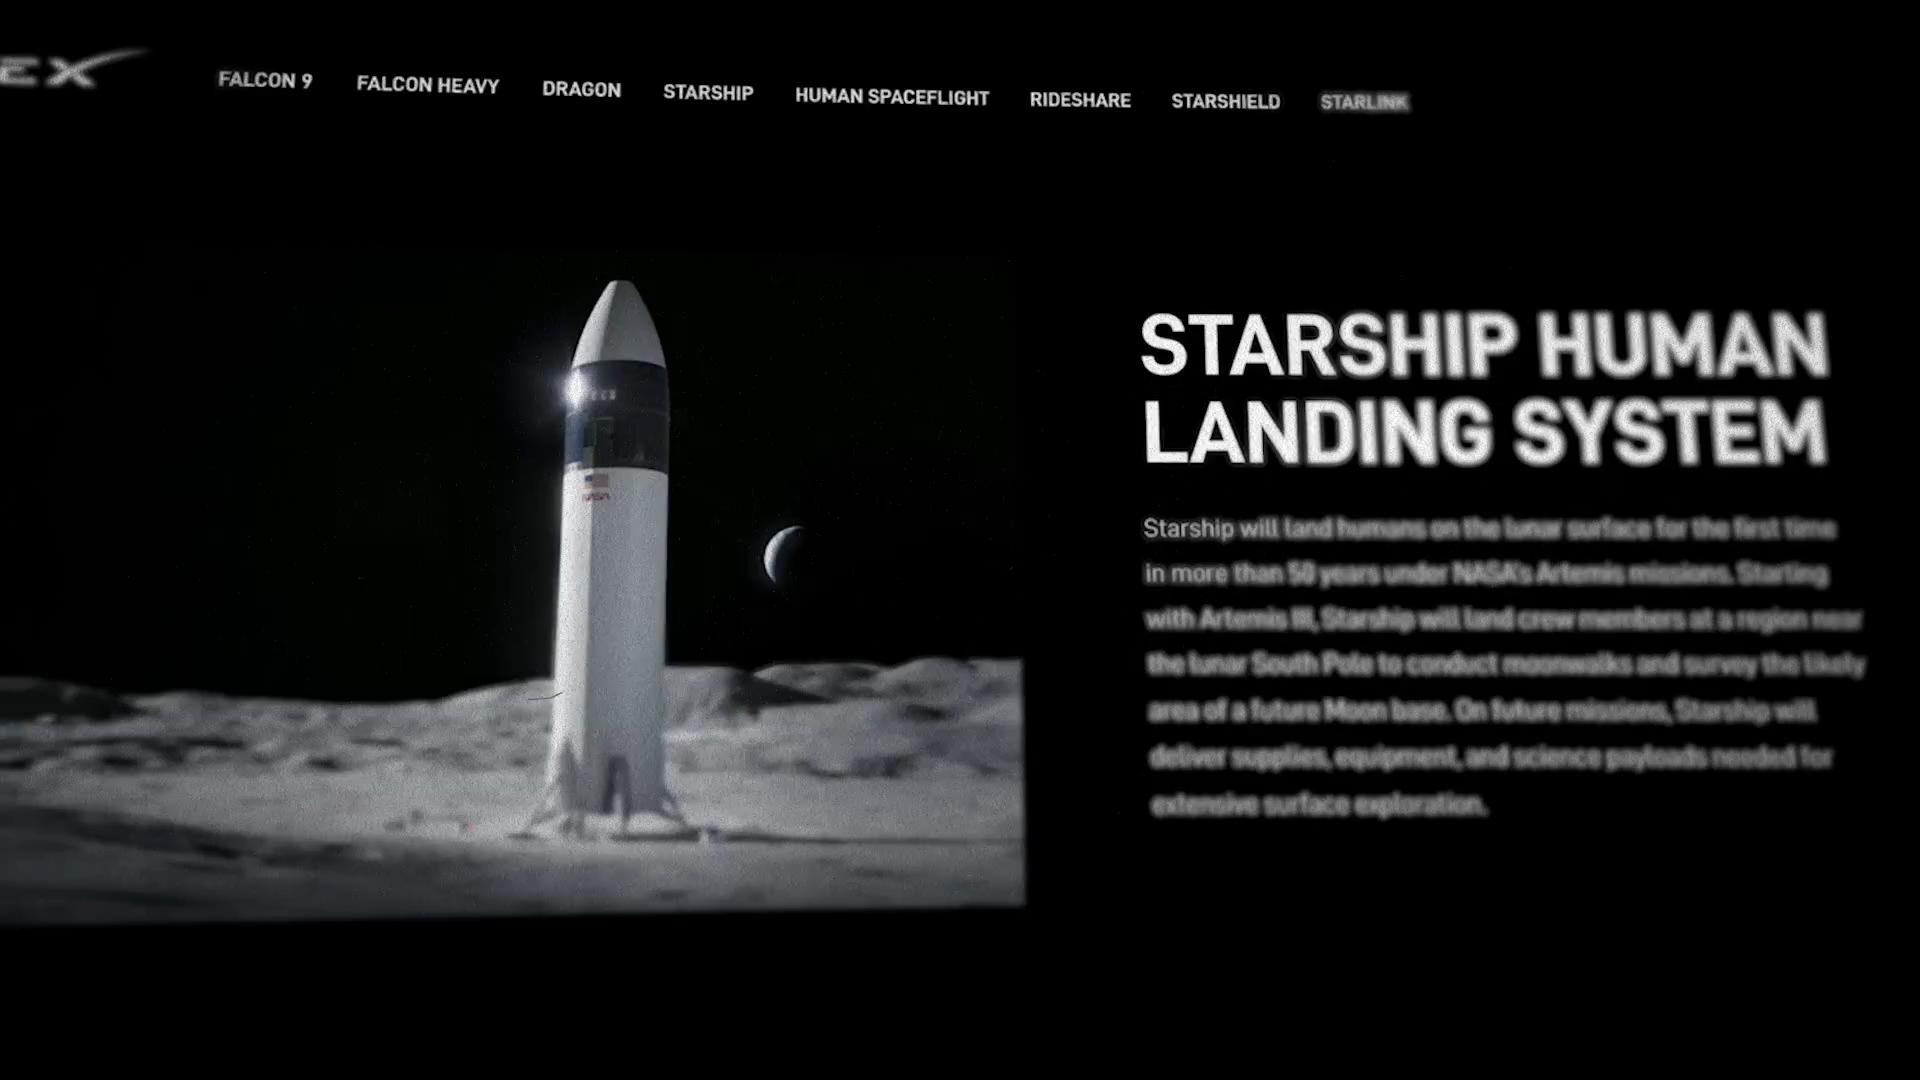 EX
FALCON 9 FALCON HEAVY DRAGON STARSHIP HUMAN SPACEFLIGHT RIDESHARE STARSHIELD STARLINK
NASA
STARSHIP HUMAN
LANDING SYSTEM
Starship will land humans on the lunar surface for the first time
in more than 50 years under NASA's Artemis missions. Starting
with Artemis III, Starship will land crew members at a region near
the lunar South Pole to conduct moonwalks and survey the likely
area of a future Moon base. On future missions, Starship will
deliver supplies, equipment, and science payloads needed for
extensive surface exploration.